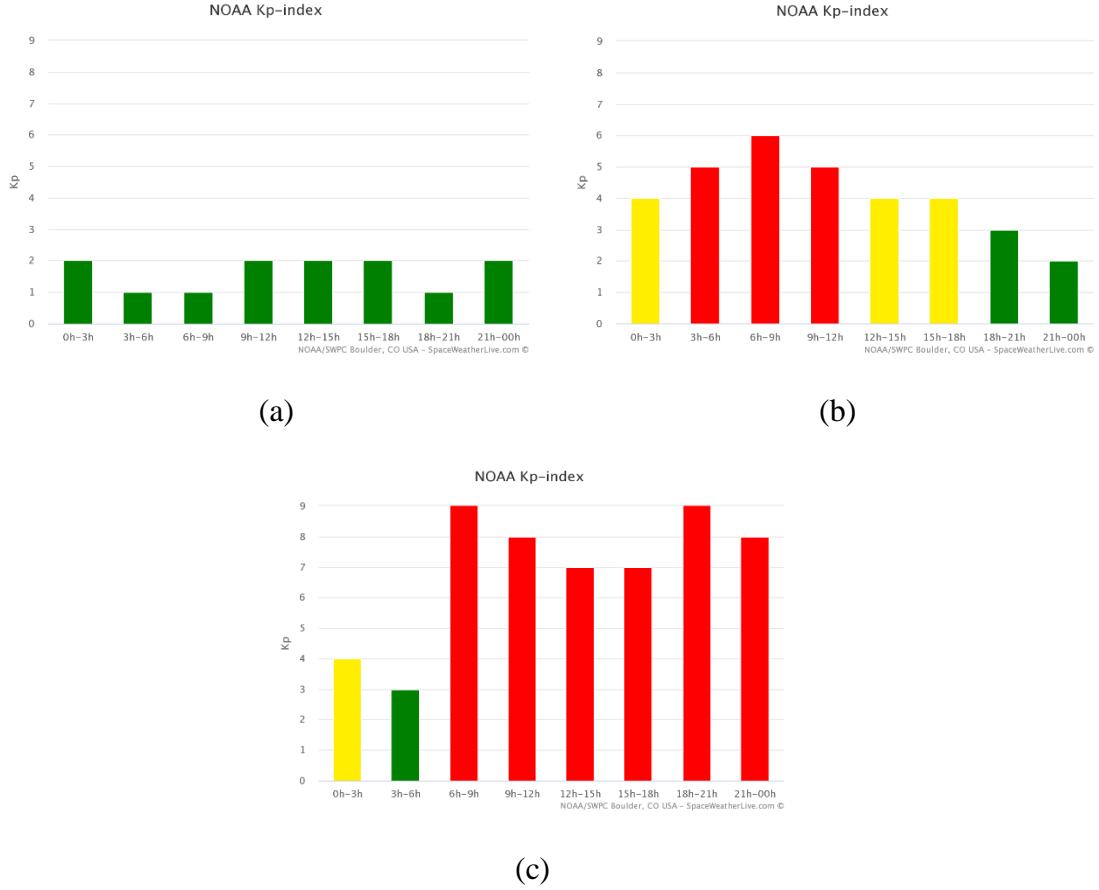 NOAA Kp-index
9
8
7
6
5
4
3
2
1
0
Kp
0h-3h 3h-6h 6h-9h 9h-12h 12h-15h 15h-18h 18h-21h 21h-00h
NOAA/SWPC Boulder, CO USA - SpaceWeatherLive.com ©
(a)
NOAA Kp-index
9
8
7
6
5
4
3
2
1
0
Kp
0h-3h 3h-6h 6h-9h 9h-12h 12h-15h 15h-18h 18h-21h 21h-00h
NOAA/SWPC Boulder, CO USA - SpaceWeatherLive.com ©
(b)
NOAA Kp-index
9
8
7
6
5
4
3
2
1
0
Kp
0h-3h 3h-6h 6h-9h 9h-12h 12h-15h 15h-18h 18h-21h 21h-00h
NOAA/SWPC Boulder, CO USA - SpaceWeatherLive.com ©
(c)